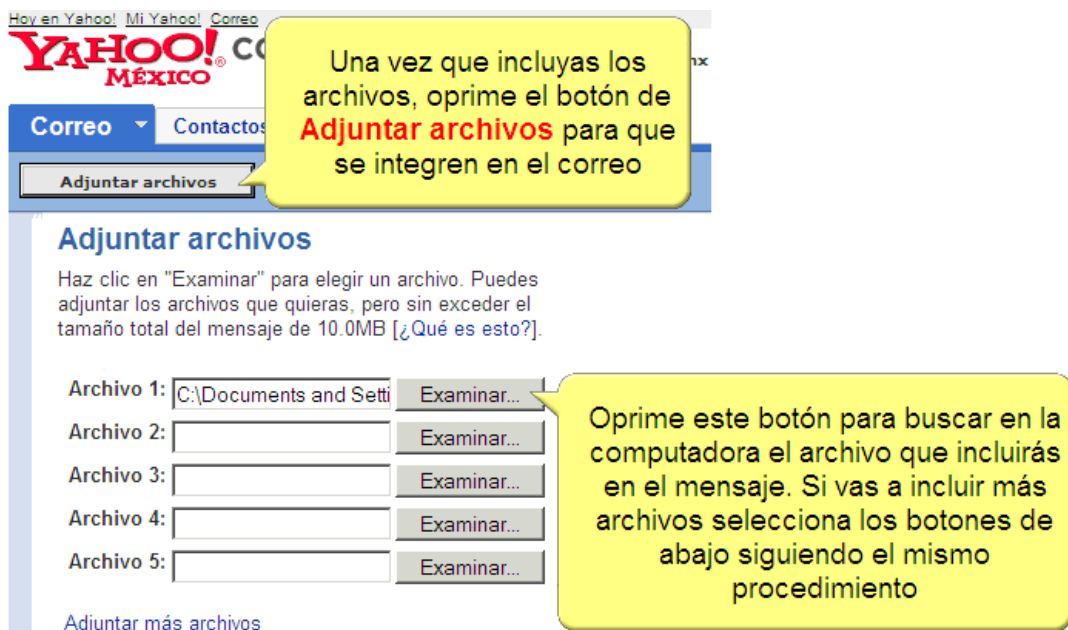 Hoy en Yahoo! Mi Yahoo! Correo
YAHOO!
MÉXICO
Una vez que incluyas los
archivos, oprime el botón de
Adjuntar archivos para que
se integren en el correo
Correo Contactos
Adjuntar archivos
Adjuntar archivos
Haz clic en "Examinar" para elegir un archivo. Puedes
adjuntar los archivos que quieras, pero sin exceder el
tamaño total del mensaje de 10.0MB [¿Qué es esto?].
Archivo 1: C:\Documents and Setti Examinar...
Archivo 2: Examinar...
Archivo 3: Examinar...
Archivo 4: Examinar...
Archivo 5: Examinar...
Oprime este botón para buscar en la
computadora el archivo que incluirás
en el mensaje. Si vas a incluir más
archivos selecciona los botones de
abajo siguiendo el mismo
procedimiento
Adjuntar más archivos